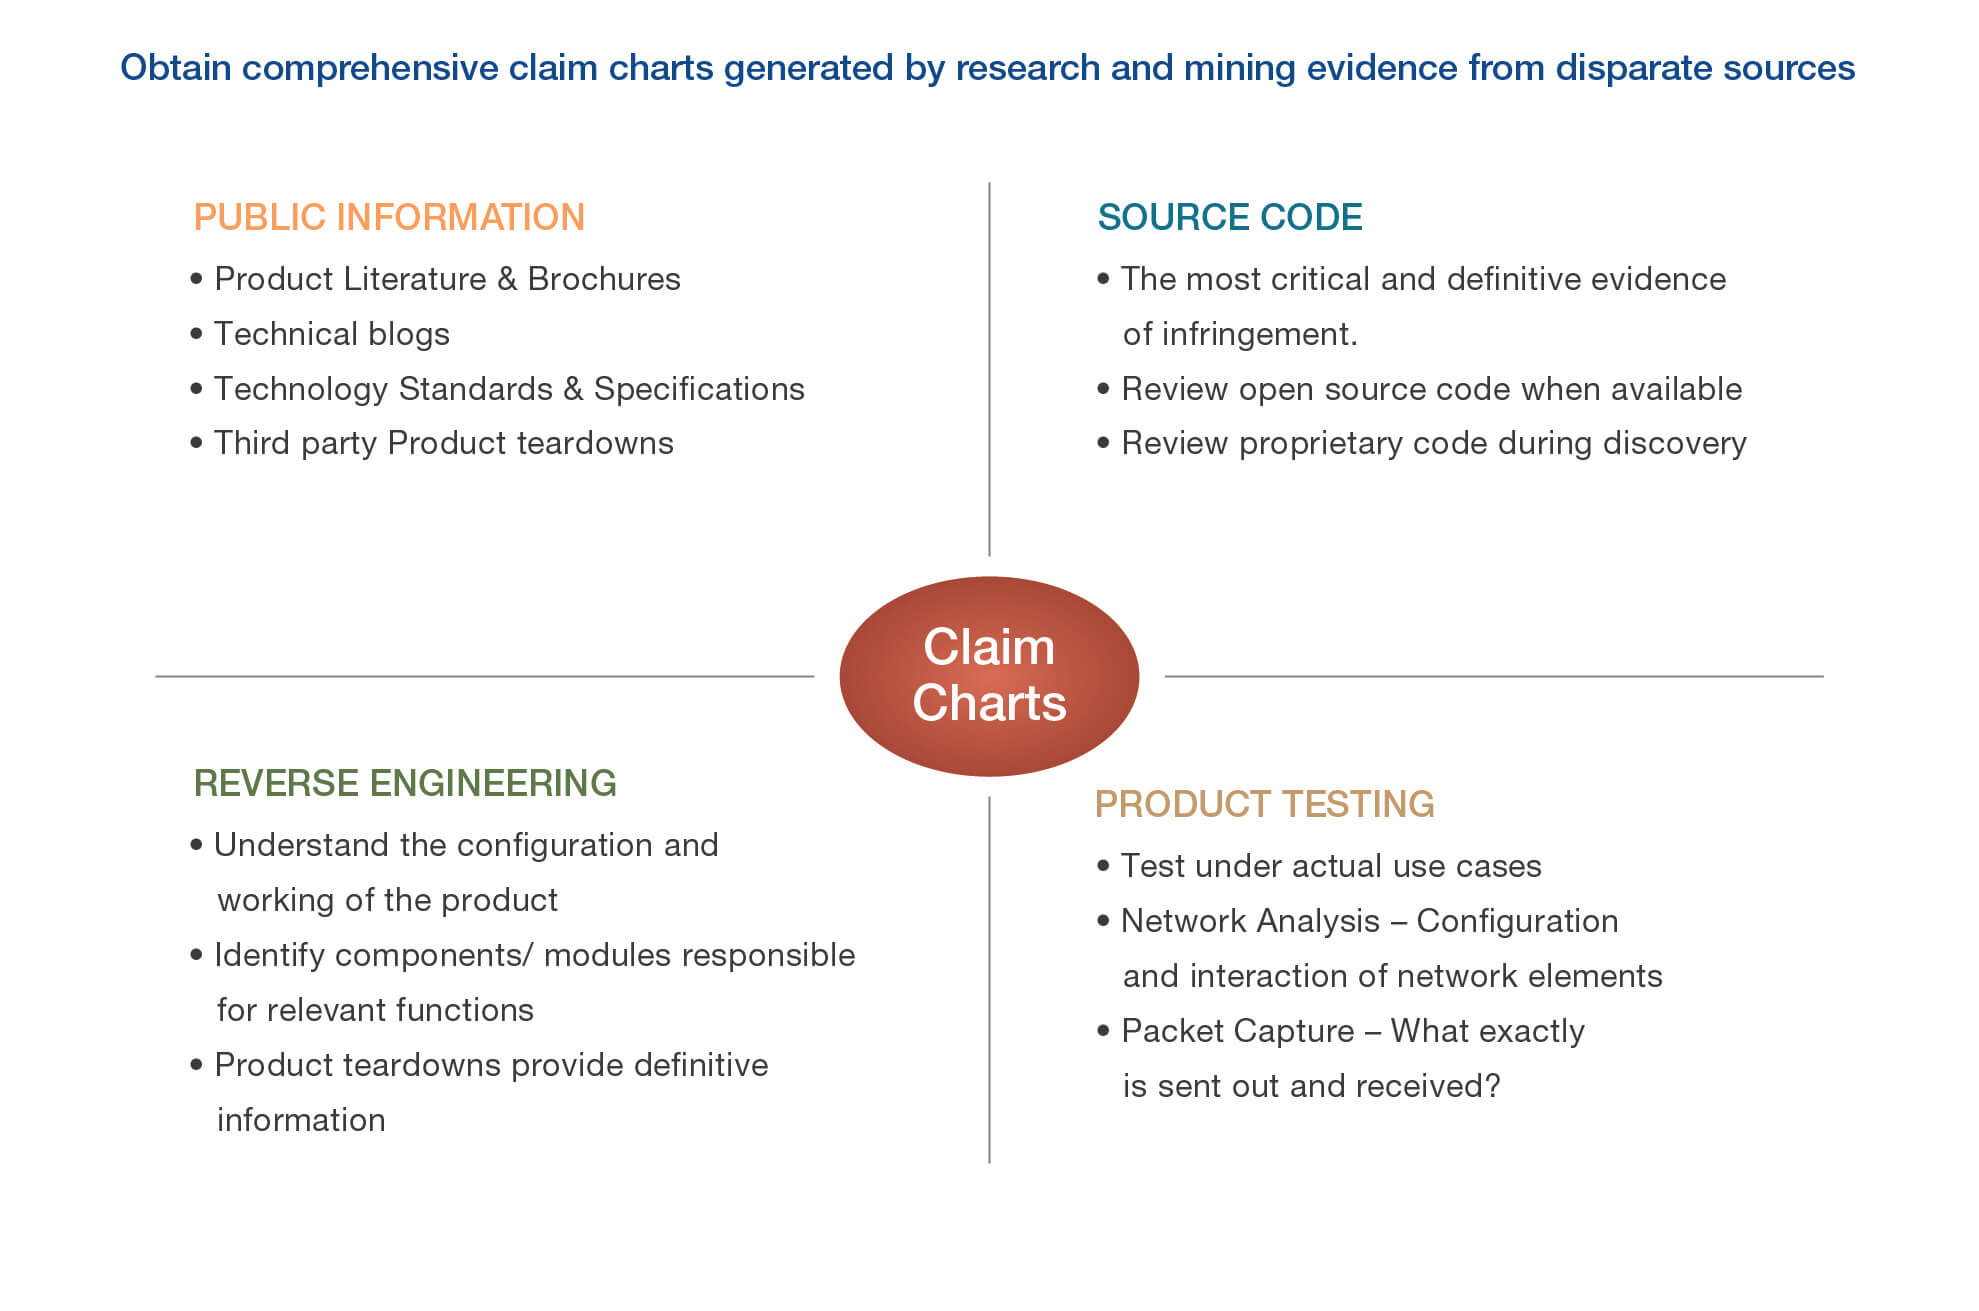 Obtain comprehensive claim charts generated by research and mining evidence from disparate sources
PUBLIC INFORMATION
• Product Literature & Brochures
• Technical blogs
• Technology Standards & Specifications
• Third party Product teardowns
SOURCE CODE
• The most critical and definitive evidence
of infringement.
• Review open source code when available
• Review proprietary code during discovery
Claim
Charts
REVERSE ENGINEERING
• Understand the configuration and
working of the product
• Identify components/ modules responsible
for relevant functions
• Product teardowns provide definitive
information
PRODUCT TESTING
• Test under actual use cases
• Network Analysis – Configuration
and interaction of network elements
• Packet Capture – What exactly
is sent out and received?